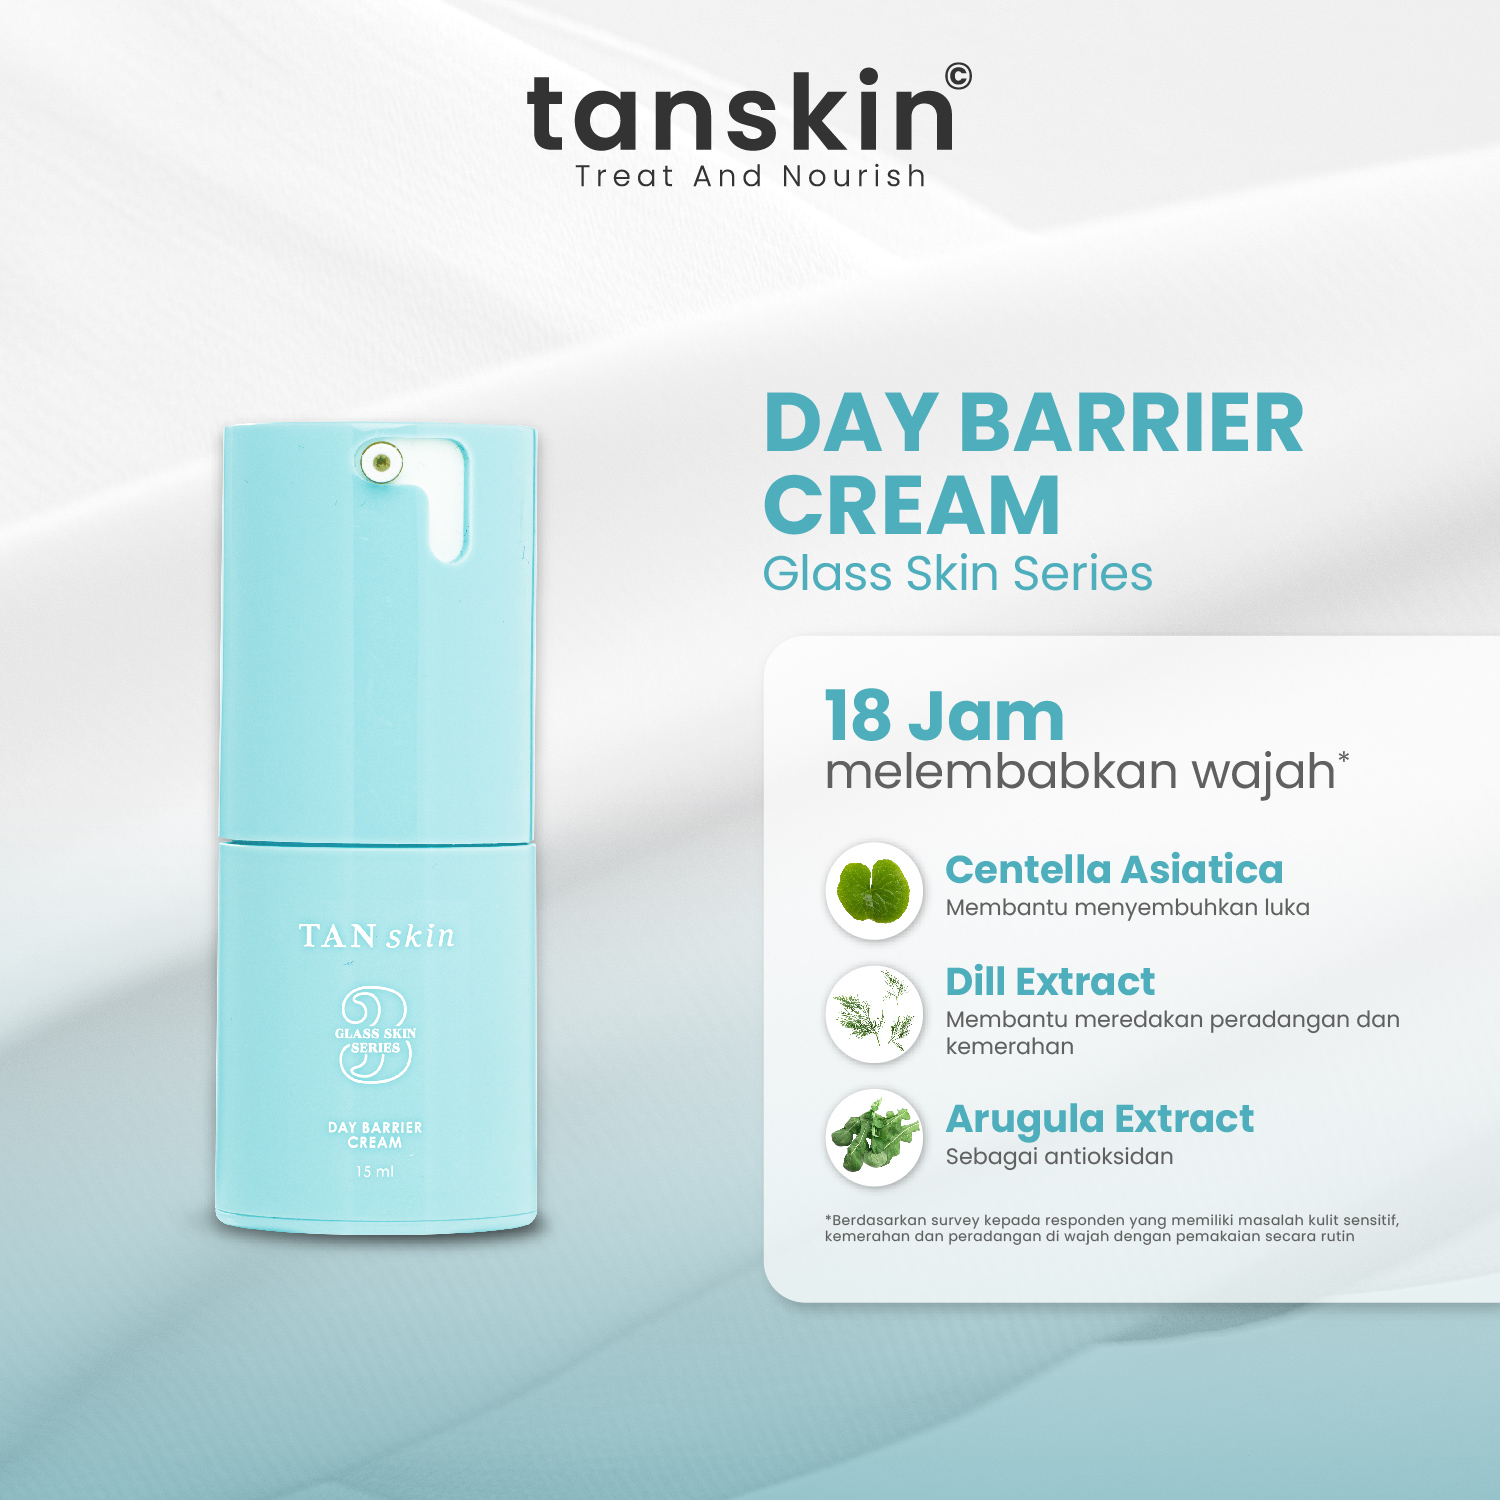 tanskin©
Treat And Nourish
DAY BARRIER
CREAM
Glass Skin Series
18 Jam
melembabkan wajah*
Centella Asiatica
Membantu menyembuhkan luka
Dill Extract
Membantu meredakan peradangan dan
kemerahan
Arugula Extract
Sebagai antioksidan
*Berdasarkan survey kepada responden yang memiliki masalah kulit sensitif,
kemerahan dan peradangan di wajah dengan pemakaian secara rutin
TAN skin
GLASS SKIN
SERIES
DAY BARRIER
CREAM
15 ml